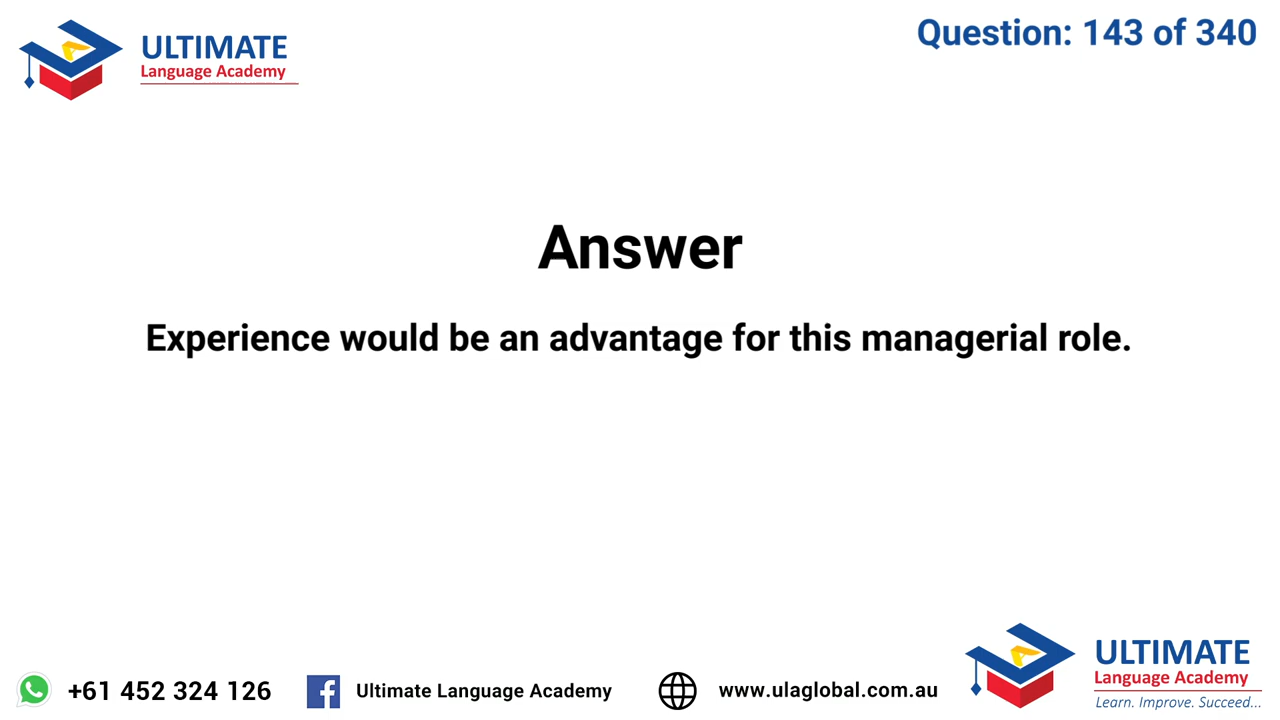 ULTIMATE
Language Academy
Question: 143 of 340
Answer
Experience would be an advantage for this managerial role.
+61 452 324 126
Ultimate Language Academy
www.ulaglobal.com.au
ULTIMATE
Language Academy
Learn. Improve. Succeed...